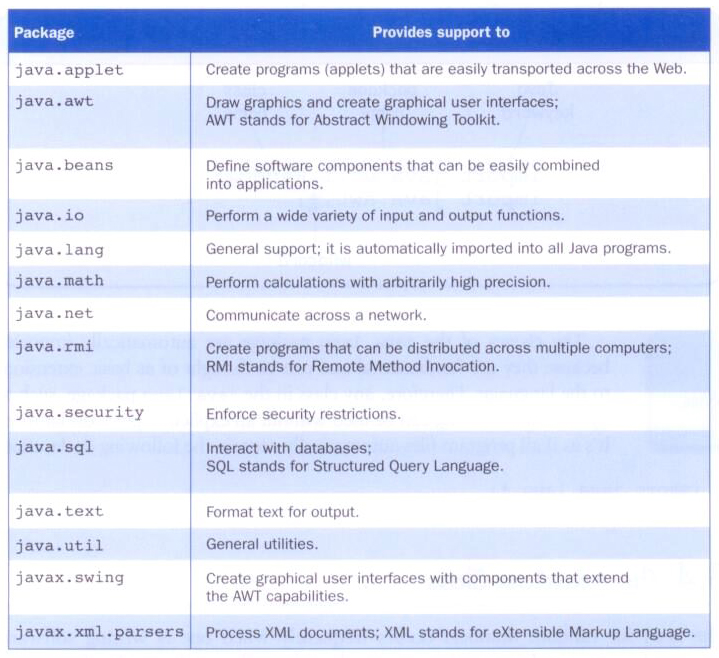 Package Provides support to
java.applet Create programs (applets) that are easily transported across the Web.
java.awt Draw graphics and create graphical user interfaces;
AWT stands for Abstract Windowing Toolkit.
java.beans Define software components that can be easily combined
into applications.
java.io Perform a wide variety of input and output functions.
java.lang General support; it is automatically imported into all Java programs.
java.math Perform calculations with arbitrarily high precision.
java.net Communicate across a network.
java.rmi Create programs that can be distributed across multiple computers;
RMI stands for Remote Method Invocation.
java.security Enforce security restrictions.
java.sql Interact with databases;
SQL stands for Structured Query Language.
java.text Format text for output.
java.util General utilities.
javax.swing Create graphical user interfaces with components that extend
the AWT capabilities.
javax.xml.parsers Process XML documents; XML stands for eXtensible Markup Language.